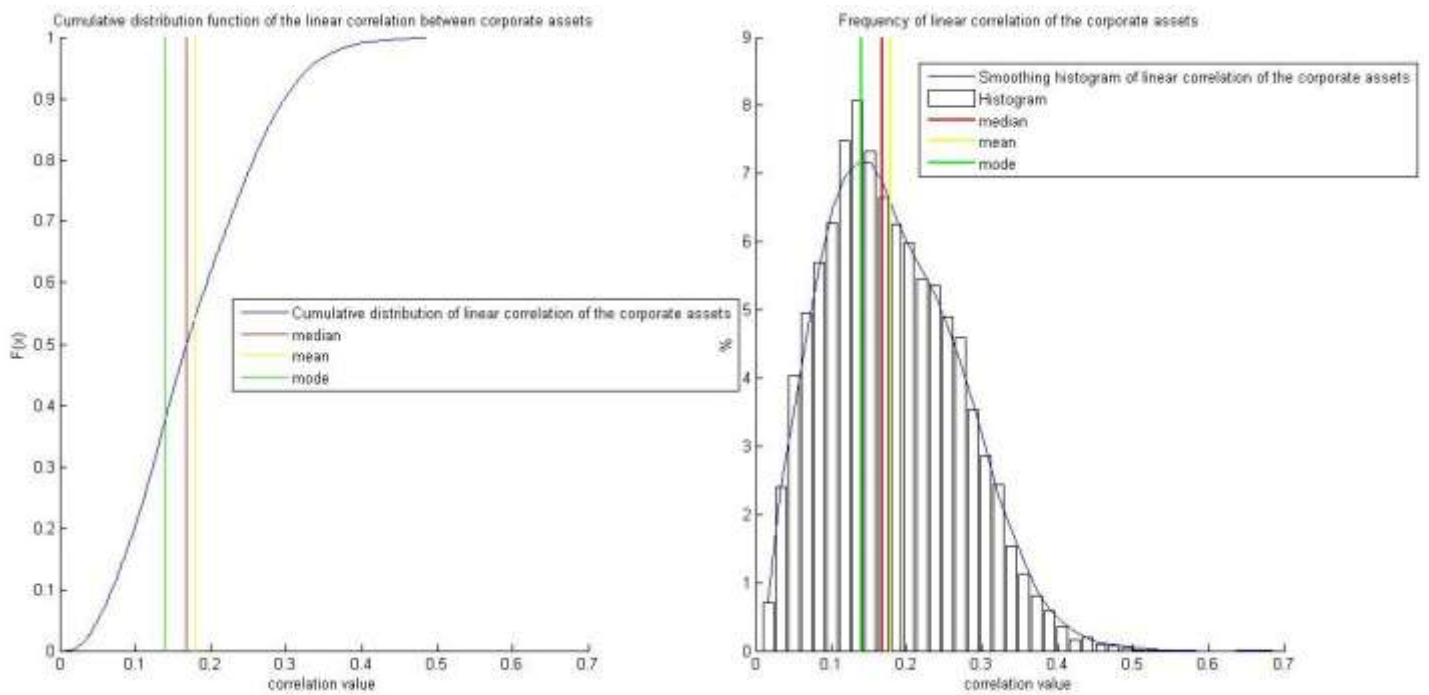 Cumulative distribution function of the linear correlation between corporate assets
1
0.9
0.8
0.7
0.6
0.5
0.4
0.3
0.2
0.1
0
F(x)
Cumulative distribution of linear correlation of the corporate assets
median
mean
mode
0 0.1 0.2 0.3 0.4 0.5 0.6 0.7
correlation value
Frequency of linear correlation of the corporate assets
9
8
7
6
5
4
3
2
1
0
%
Smoothing histogram of linear correlation of the corporate assets
Histogram
median
mean
mode
0 0.1 0.2 0.3 0.4 0.5 0.6 0.7
correlation value